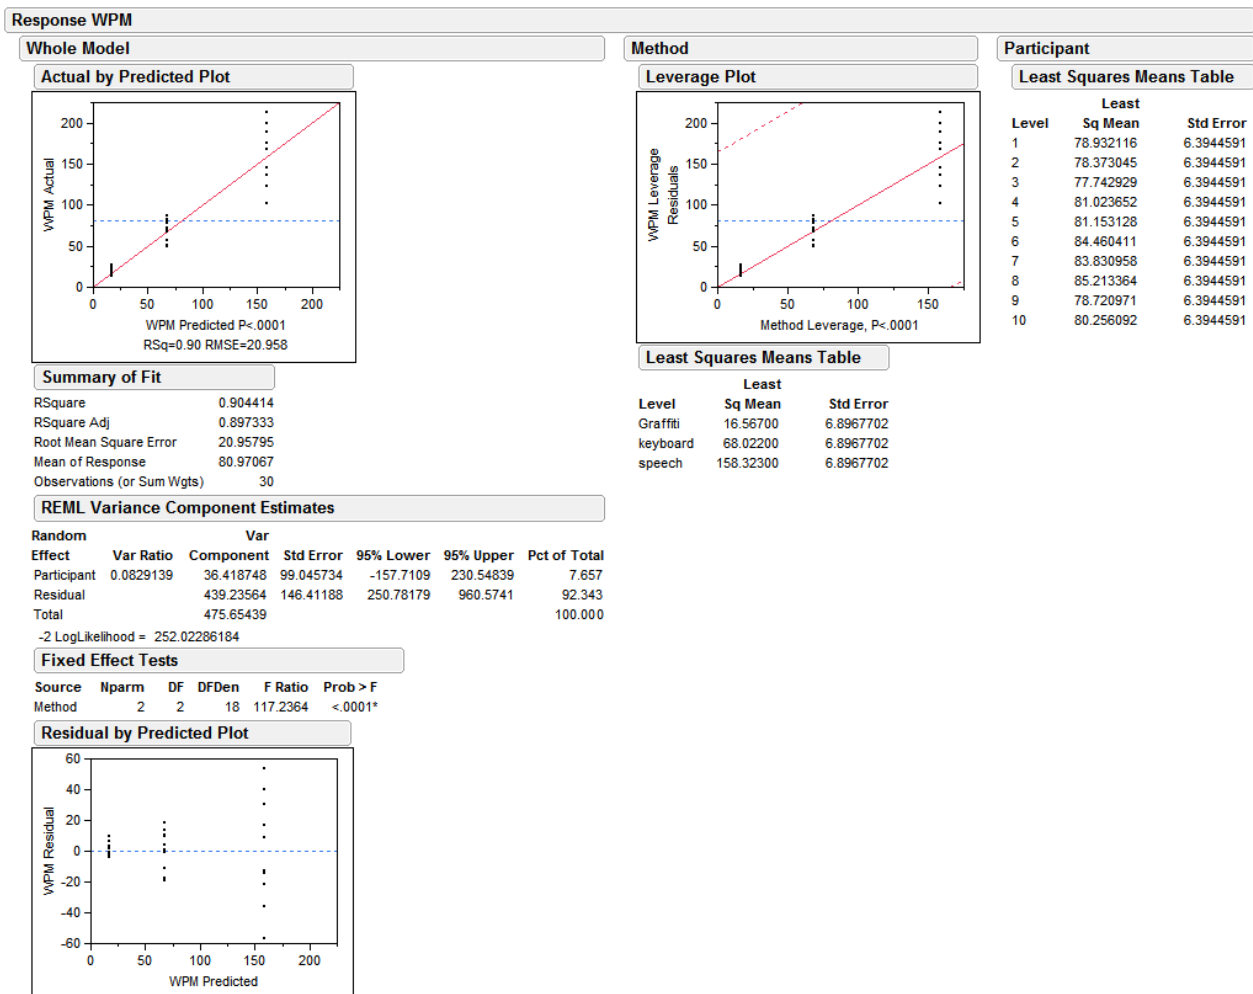 Response WPM
Whole Model
Actual by Predicted Plot
WPM Actual
200
150
100
50
0
0 50 100 150 200
WPM Predicted P<.0001
RSq=0.90 RMSE=20.958
Summary of Fit
RSquare 0.904414
RSquare Adj 0.897333
Root Mean Square Error 20.95795
Mean of Response 80.97067
Observations (or Sum Wgts) 30
REML Variance Component Estimates
Random Var
Effect Var Ratio Component Std Error 95% Lower 95% Upper Pct of Total
Participant 0.0829139 36.418748 99.045734 -157.7109 230.54839 7.657
Residual 439.23564 146.41188 250.78179 960.5741 92.343
Total 475.65439 100.000
-2 LogLikelihood = 252.02286184
Fixed Effect Tests
Source Nparm DF DFDen F Ratio Prob > F
Method 2 2 18 117.2364 <.0001*
Residual by Predicted Plot
WPM Residual
60
40
20
0
-20
-40
-60
0 50 100 150 200
WPM Predicted
Method
Leverage Plot
WPM Leverage
Residuals
200
150
100
50
0
0 50 100 150
Method Leverage, P<.0001
Least Squares Means Table
Least
Level Sq Mean Std Error
Graffiti 16.56700 6.8967702
keyboard 68.02200 6.8967702
speech 158.32300 6.8967702
Participant
Least Squares Means Table
Least
Level Sq Mean Std Error
1 78.932116 6.3944591
2 78.373045 6.3944591
3 77.742929 6.3944591
4 81.023652 6.3944591
5 81.153128 6.3944591
6 84.460411 6.3944591
7 83.830958 6.3944591
8 85.213364 6.3944591
9 78.720971 6.3944591
10 80.256092 6.3944591